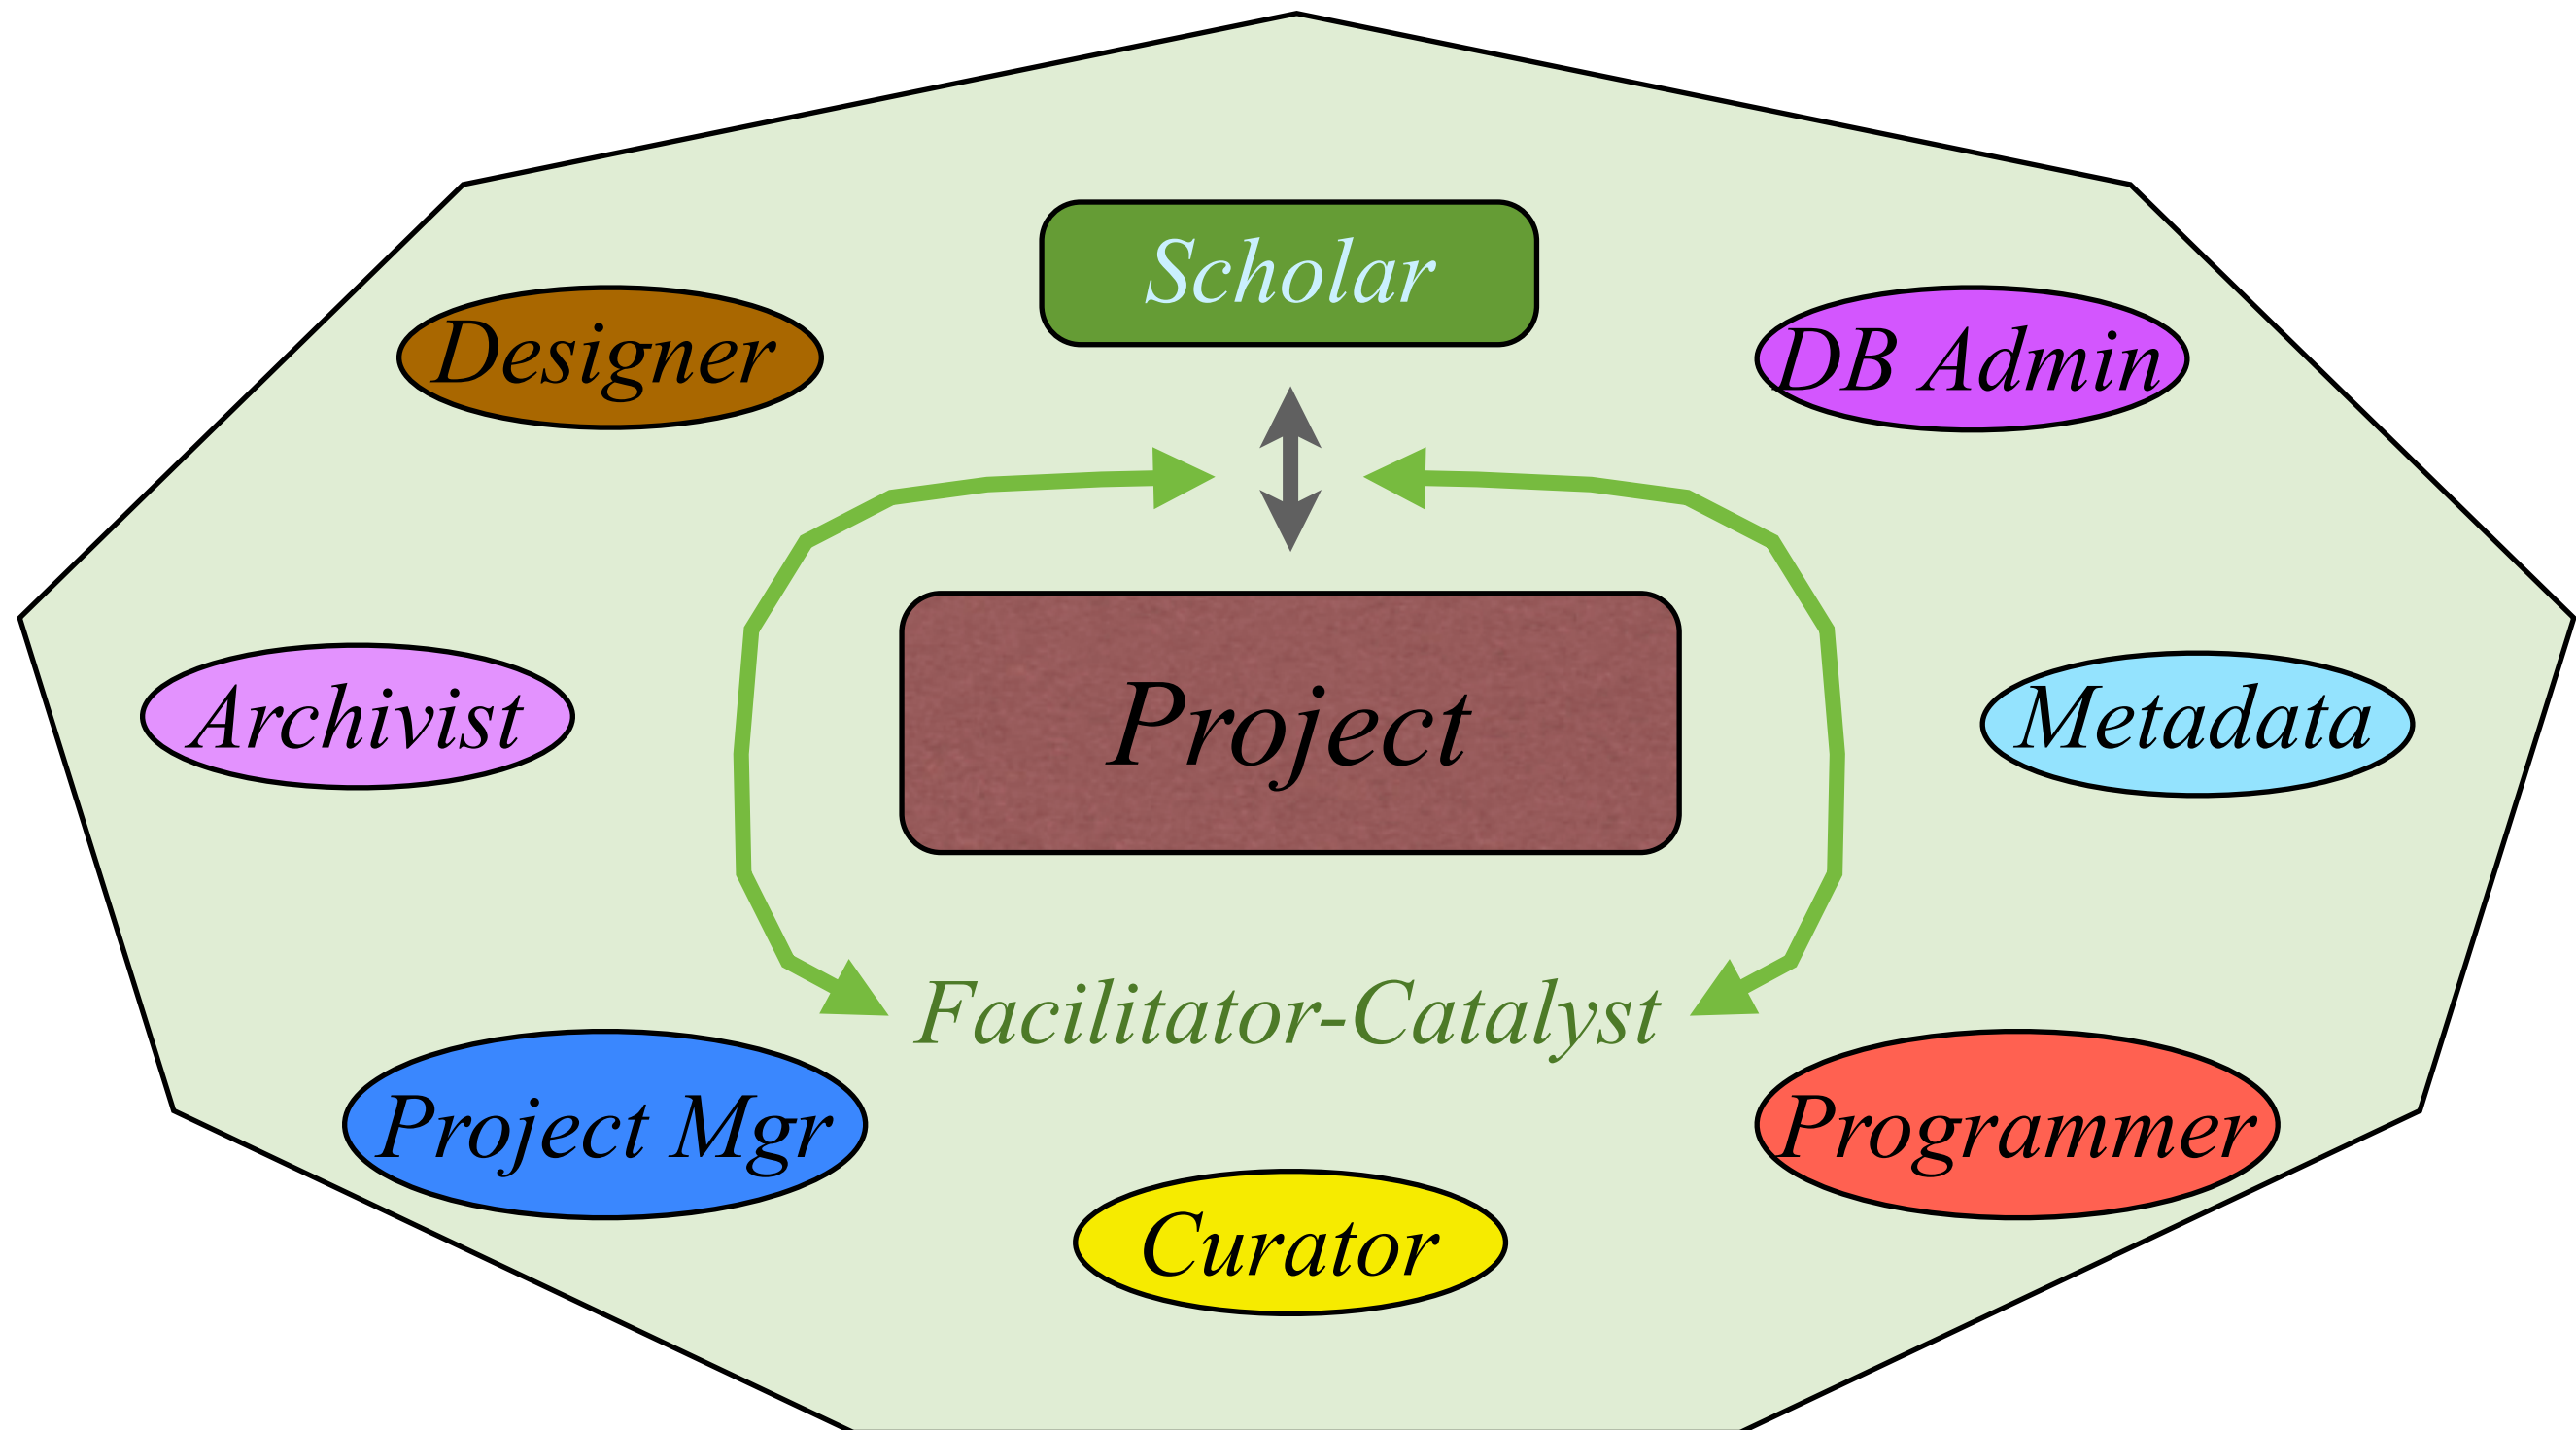 Scholar
Designer
DB Admin
Archivist
Project
Metadata
Facilitator-Catalyst
Project Mgr
Programmer
Curator